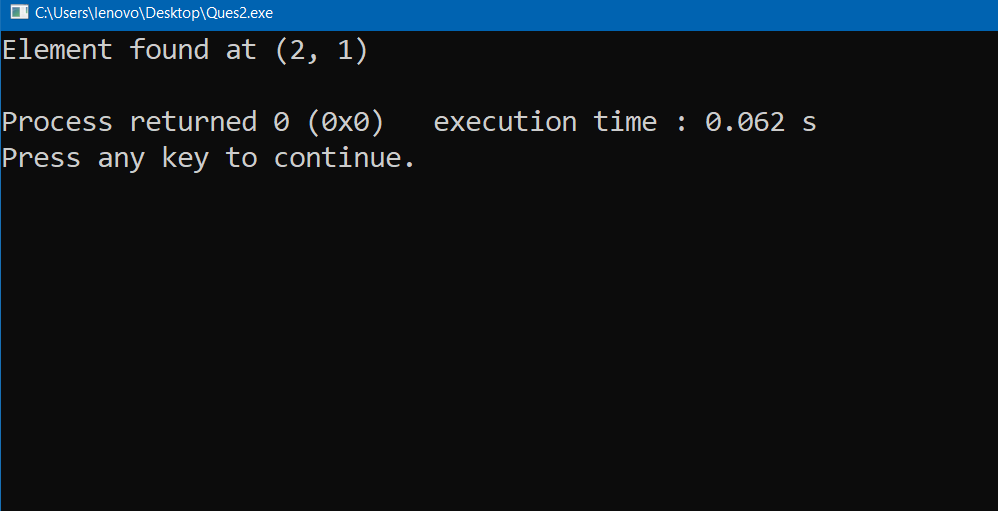 C:\Users\lenovo\Desktop\Ques2.exe
Element found at (2, 1)
Process returned 0 (0x0)   execution time : 0.062 s
Press any key to continue.